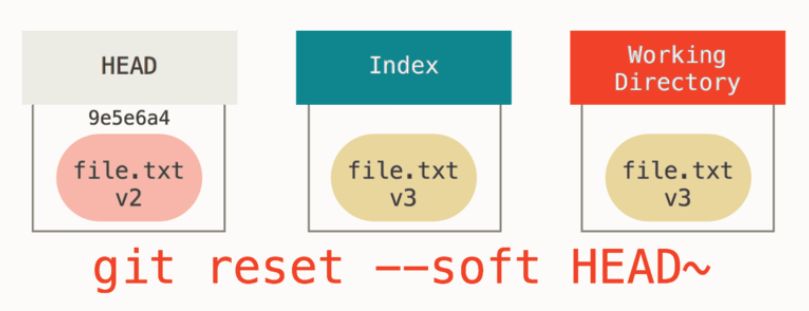 HEAD
Index
Working
Directory
9e5e6a4
file.txt
v2
file.txt
v3
file.txt
v3
git reset --soft HEAD~